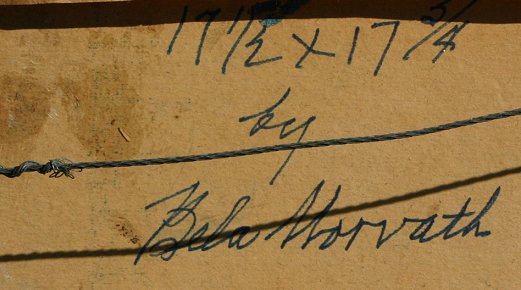 17 1/2 x 17 3/4
by
Bela Horvath